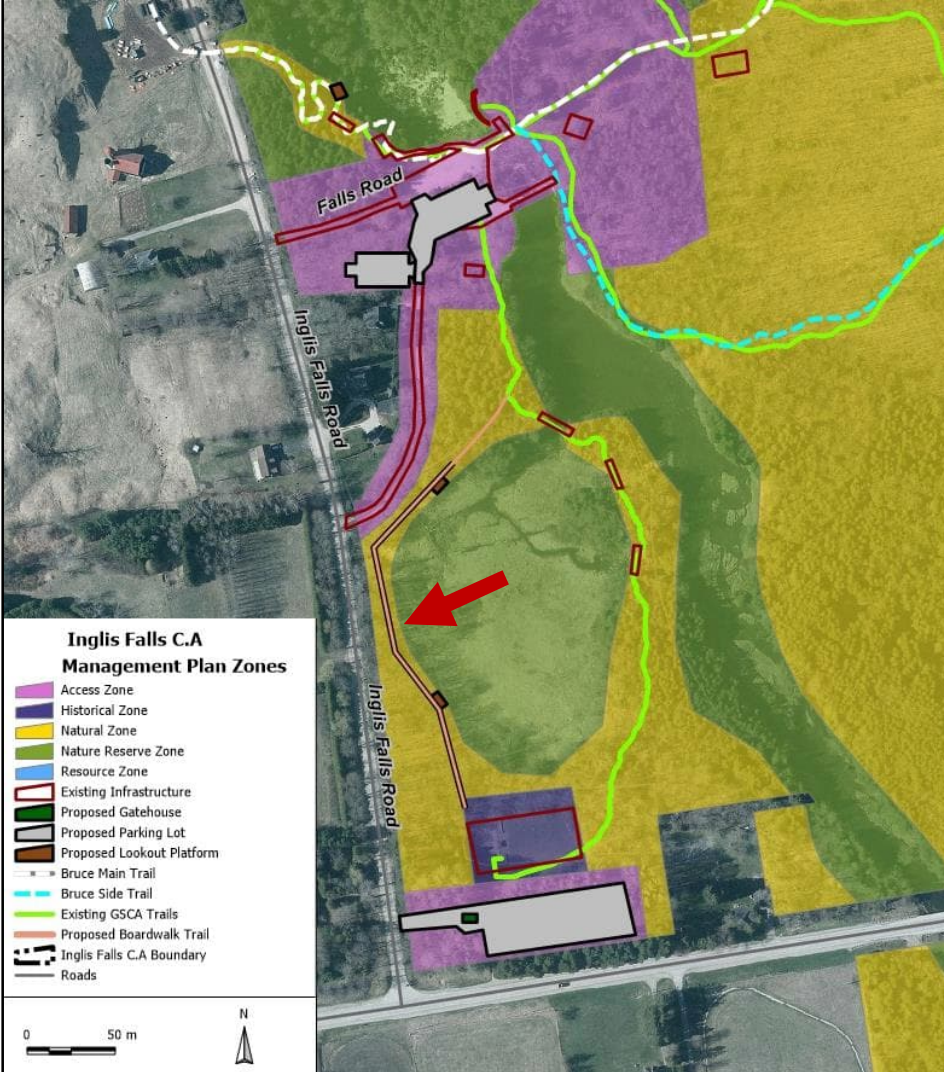 Falls Road
Inglis Falls Road
Inglis Falls Road
Inglis Falls C.A
Management Plan Zones
Access Zone
Historical Zone
Natural Zone
Nature Reserve Zone
Resource Zone
Existing Infrastructure
Proposed Gatehouse
Proposed Parking Lot
Proposed Lookout Platform
Bruce Main Trail
Bruce Side Trail
Existing GSCA Trails
Proposed Boardwalk Trail
Inglis Falls C.A Boundary
Roads
0 50 m
N